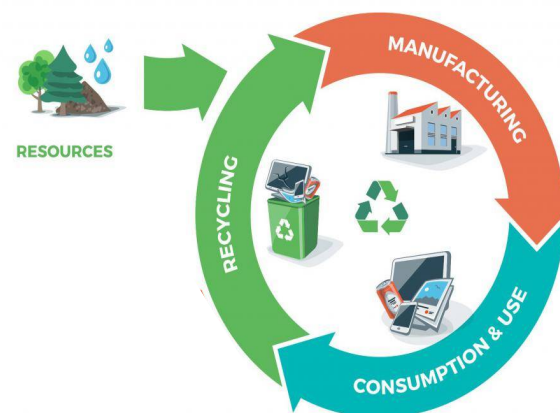 RESOURCES
MANUFACTURING
CONSUMPTION & USE
RECYCLING